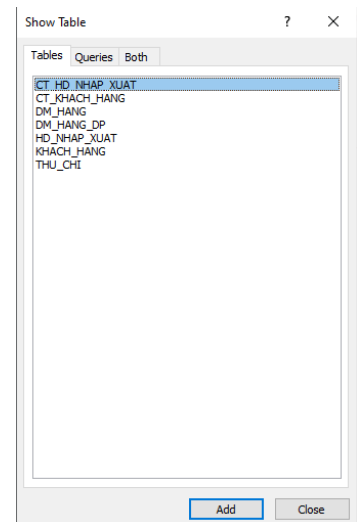 Show Table ?
Tables Queries Both
CT_HD_NHAP_XUAT
CT_KHACH_HANG
DM_HANG
DM_HANG_DP
HD_NHAP_XUAT
KHACH_HANG
THU_CHI
Add Close